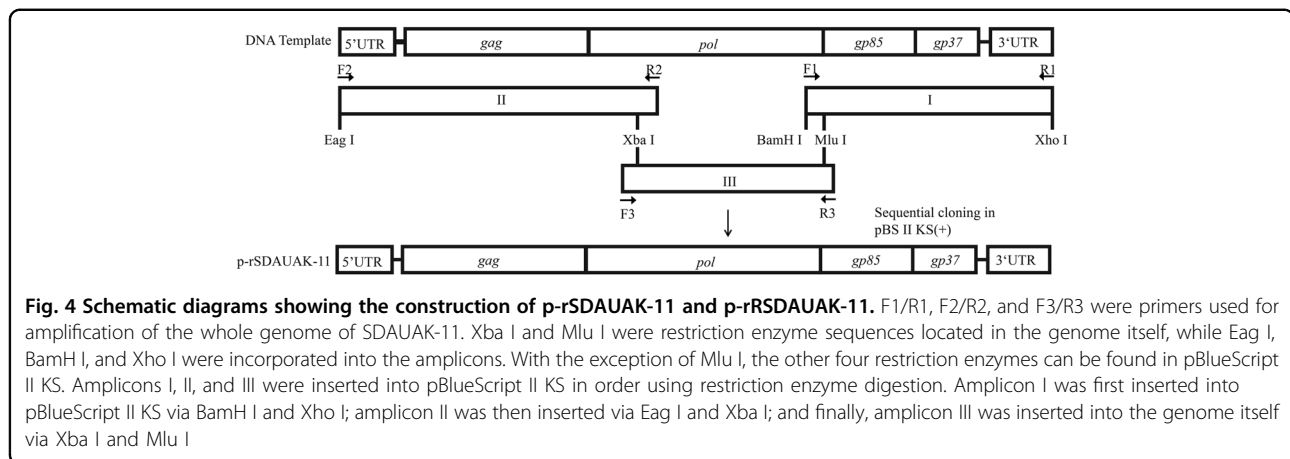 DNA Template 5'UTR gag pol gp85 gp37 3'UTR
F2 R2 F1 R1
II I
Eag I Xba I BamH I Mlu I Xho I
III
F3 R3
Sequential cloning in
pBS II KS(+)
p-rSDAUAK-11 5'UTR gag pol gp85 gp37 3'UTR
Fig. 4 Schematic diagrams showing the construction of p-rSDAUAK-11 and p-rRSDAUAK-11. F1/R1, F2/R2, and F3/R3 were primers used for
amplification of the whole genome of SDAUAK-11. Xba I and Mlu I were restriction enzyme sequences located in the genome itself, while Eag I,
BamH I, and Xho I were incorporated into the amplicons. With the exception of Mlu I, the other four restriction enzymes can be found in pBlueScript
II KS. Amplicons I, II, and III were inserted into pBlueScript II KS in order using restriction enzyme digestion. Amplicon I was first inserted into
pBlueScript II KS via BamH I and Xho I; amplicon II was then inserted via Eag I and Xba I; and finally, amplicon III was inserted into the genome itself
via Xba I and Mlu I